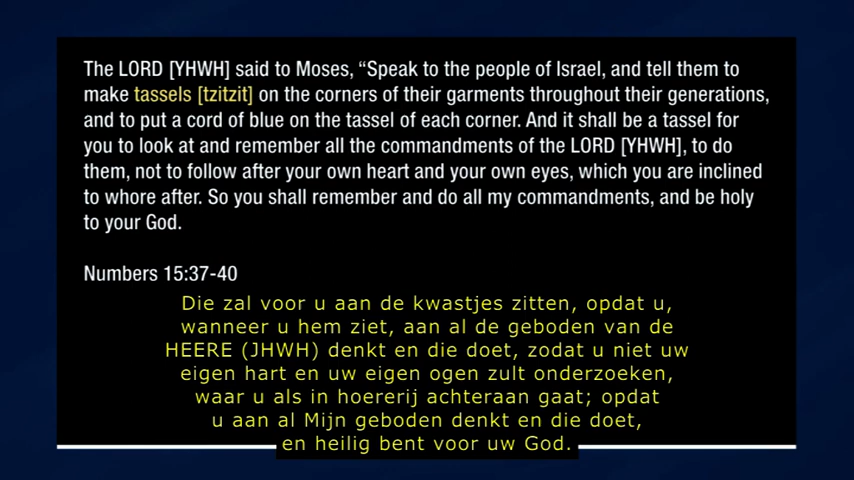 The LORD [YHWH] said to Moses, “Speak to the people of Israel, and tell them to
make tassels [tzitzit] on the corners of their garments throughout their generations,
and to put a cord of blue on the tassel of each corner. And it shall be a tassel for
you to look at and remember all the commandments of the LORD [YHWH], to do
them, not to follow after your own heart and your own eyes, which you are inclined
to whore after. So you shall remember and do all my commandments, and be holy
to your God.
Numbers 15:37-40
Die zal voor u aan de kwastjes zitten, opdat u,
wanneer u hem ziet, aan al de geboden van de
HEERE (JHWH) denkt en die doet, zodat u niet uw
eigen hart en uw eigen ogen zult onderzoeken,
waar u als in hoererij achteraan gaat; opdat
u aan al Mijn geboden denkt en die doet,
en heilig bent voor uw God.